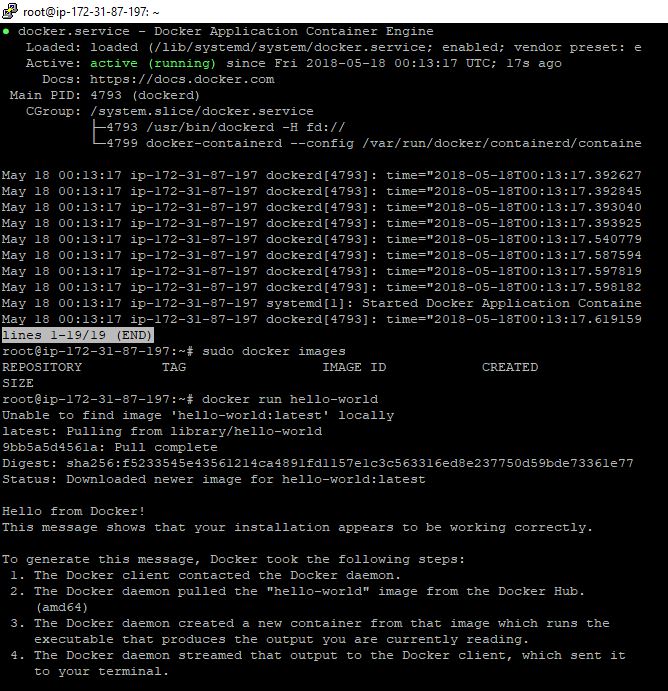 root@ip-172-31-87-197: ~
● docker.service - Docker Application Container Engine
   Loaded: loaded (/lib/systemd/system/docker.service; enabled; vendor preset: e
   Active: active (running) since Fri 2018-05-18 00:13:17 UTC; 17s ago
     Docs: https://docs.docker.com
 Main PID: 4793 (dockerd)
   CGroup: /system.slice/docker.service
           ├─4793 /usr/bin/dockerd -H fd://
           └─4799 docker-containerd --config /var/run/docker/containerd/containe
May 18 00:13:17 ip-172-31-87-197 dockerd[4793]: time="2018-05-18T00:13:17.392627
May 18 00:13:17 ip-172-31-87-197 dockerd[4793]: time="2018-05-18T00:13:17.392845
May 18 00:13:17 ip-172-31-87-197 dockerd[4793]: time="2018-05-18T00:13:17.393040
May 18 00:13:17 ip-172-31-87-197 dockerd[4793]: time="2018-05-18T00:13:17.393925
May 18 00:13:17 ip-172-31-87-197 dockerd[4793]: time="2018-05-18T00:13:17.540779
May 18 00:13:17 ip-172-31-87-197 dockerd[4793]: time="2018-05-18T00:13:17.587594
May 18 00:13:17 ip-172-31-87-197 dockerd[4793]: time="2018-05-18T00:13:17.597819
May 18 00:13:17 ip-172-31-87-197 dockerd[4793]: time="2018-05-18T00:13:17.598182
May 18 00:13:17 ip-172-31-87-197 systemd[1]: Started Docker Application Containe
May 18 00:13:17 ip-172-31-87-197 dockerd[4793]: time="2018-05-18T00:13:17.619159
lines 1-19/19 (END)
root@ip-172-31-87-197:~# sudo docker images
REPOSITORY          TAG                 IMAGE ID            CREATED
SIZE
root@ip-172-31-87-197:~# docker run hello-world
Unable to find image 'hello-world:latest' locally
latest: Pulling from library/hello-world
9bb5a5d4561a: Pull complete
Digest: sha256:f5233545e43561214ca4891fd1157e1c3c563316ed8e237750d59bde73361e77
Status: Downloaded newer image for hello-world:latest
Hello from Docker!
This message shows that your installation appears to be working correctly.
To generate this message, Docker took the following steps:
 1. The Docker client contacted the Docker daemon.
 2. The Docker daemon pulled the "hello-world" image from the Docker Hub.
    (amd64)
 3. The Docker daemon created a new container from that image which runs the
    executable that produces the output you are currently reading.
 4. The Docker daemon streamed that output to the Docker client, which sent it
    to your terminal.